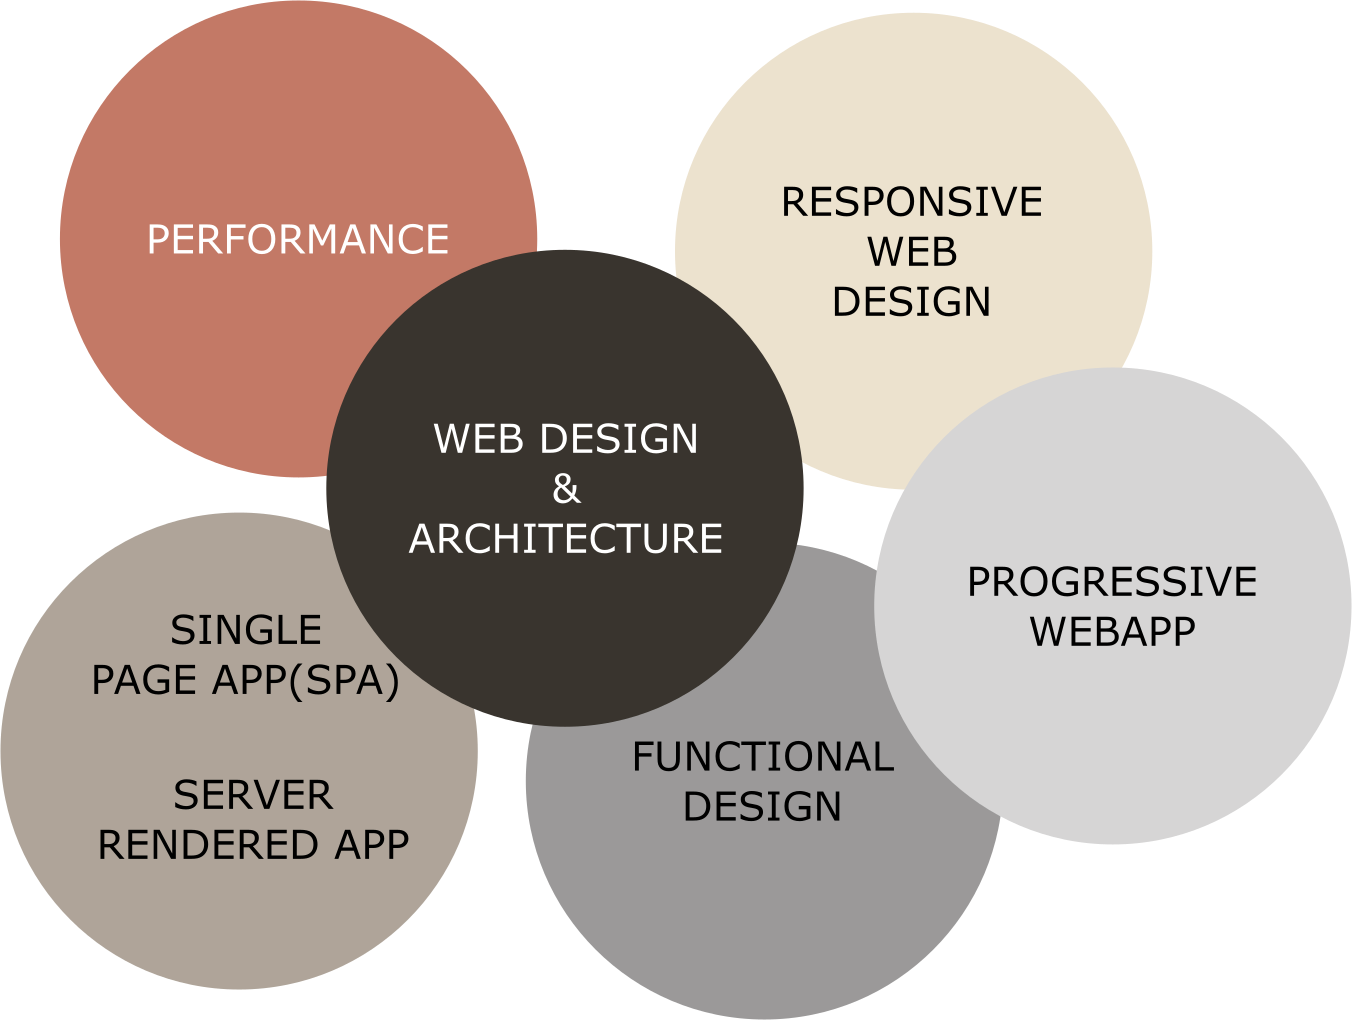 PERFORMANCE
RESPONSIVE
WEB
DESIGN
WEB DESIGN
&
ARCHITECTURE
PROGRESSIVE
WEBAPP
SINGLE
PAGE APP(SPA)
SERVER
RENDERED APP
FUNCTIONAL
DESIGN